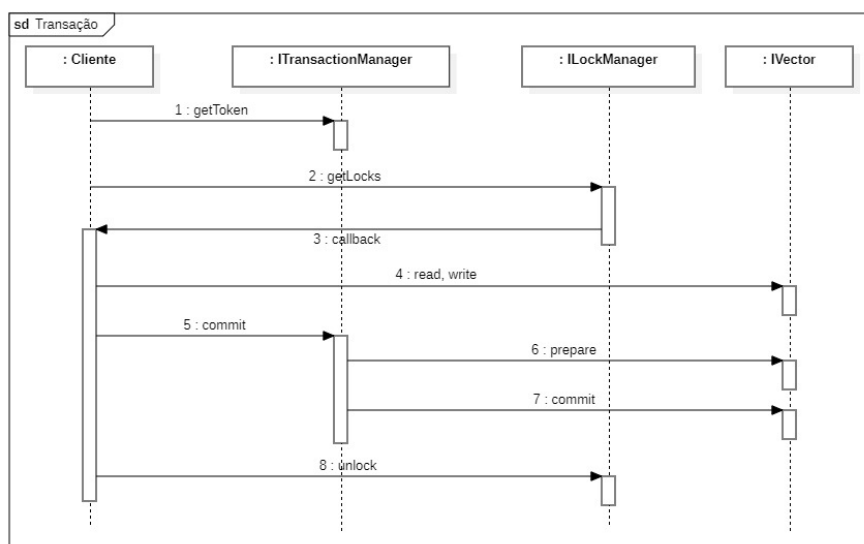 sd Transação
: Cliente
: ITransactionManager
: ILockManager
: IVector
1 : getToken
2 : getLocks
3 : callback
4 : read, write
5 : commit
6 : prepare
7 : commit
8 : unlock